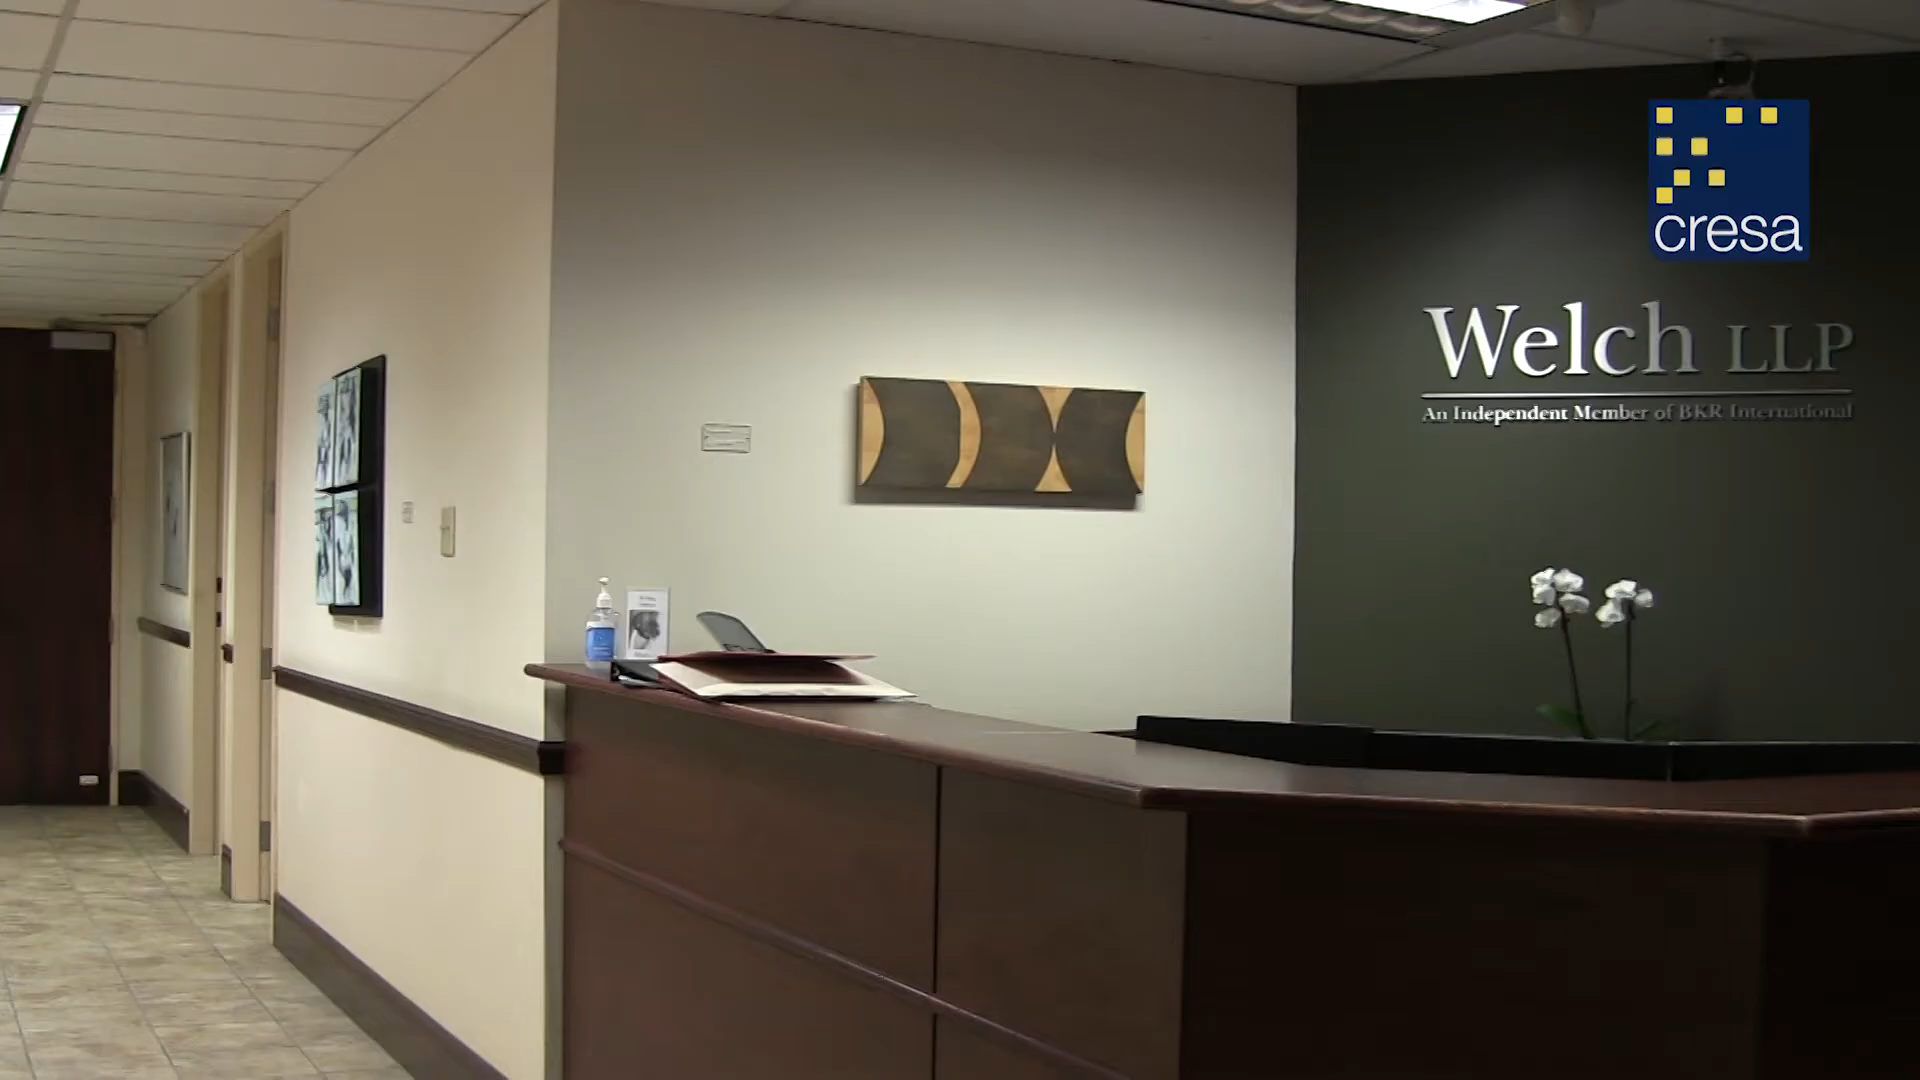 cresa
Welch LLP
An Independent Member of BKR International